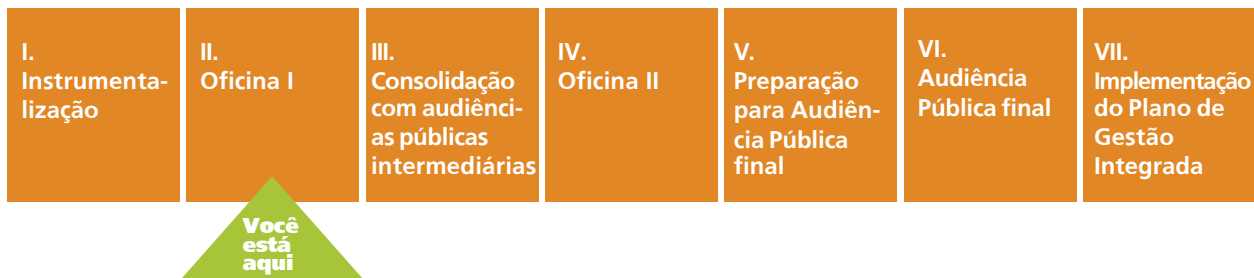 I.
Instrumenta-
lização
II.
Oficina I
III.
Consolidação
com audiênci-
as públicas
intermediárias
IV.
Oficina II
V.
Preparação
para Audiên-
cia Pública
final
VI.
Audiência
Pública final
VII.
Implementação
do Plano de
Gestão
Integrada
Você
está
aqui